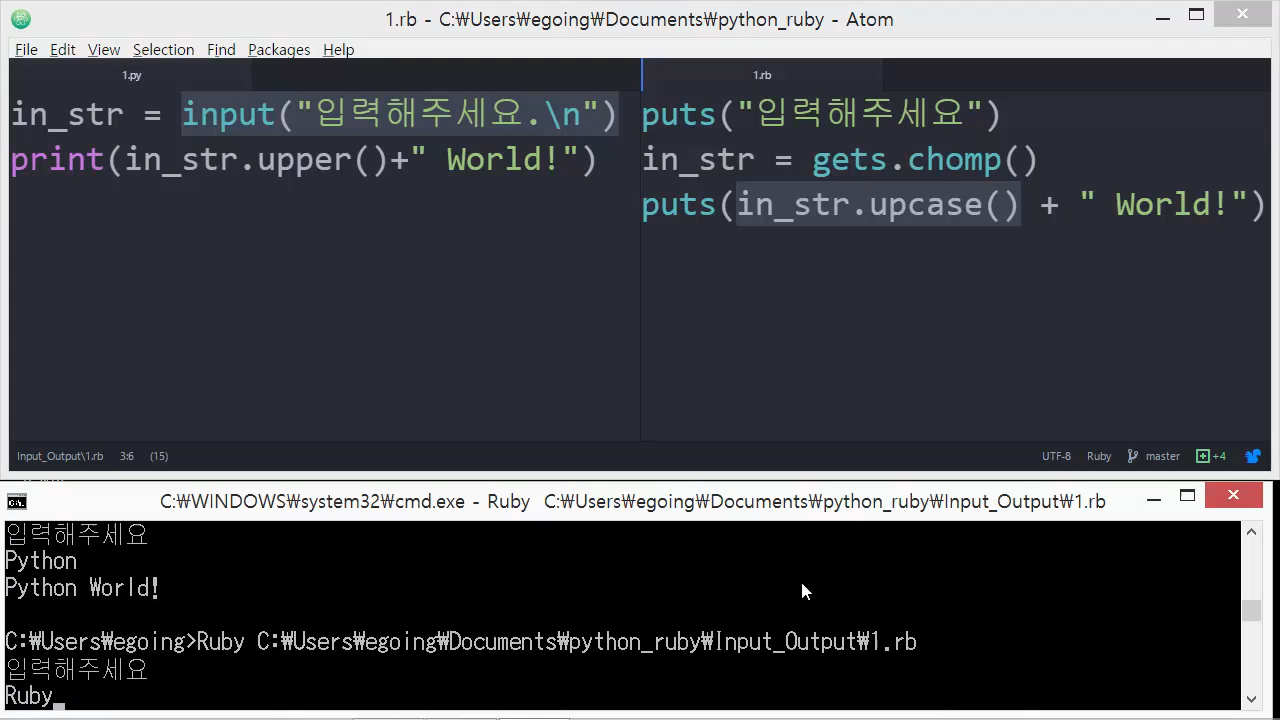 1.rb - C:₩Users₩egoing₩Documents₩python_ruby - Atom
File Edit View Selection Find Packages Help
1.py
in_str = input("입력해주세요.\n")
print(in_str.upper()+" World!")
1.rb
puts("입력해주세요")
in_str = gets.chomp()
puts(in_str.upcase() + " World!")
Input_Output\1.rb 3:6 (15) UTF-8 Ruby master +4
C:₩WINDOWS₩system32₩cmd.exe - Ruby C:₩Users₩egoing₩Documents₩python_ruby₩Input_Output₩1.rb
입력해주세요
Python
Python World!
C:₩Users₩egoing>Ruby C:₩Users₩egoing₩Documents₩python_ruby₩Input_Output₩1.rb
입력해주세요
Ruby